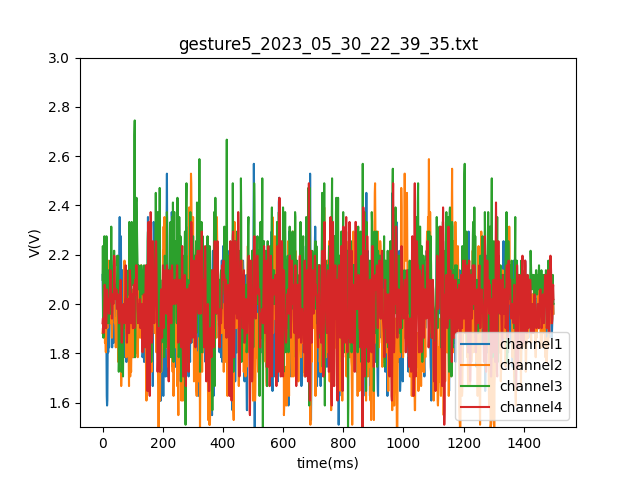 gesture5_2023_05_30_22_39_35.txt
3.0
2.8
2.6
2.4
2.2
2.0
1.8
1.6
V(V)
0 200 400 600 800 1000 1200 1400
time(ms)
channel1
channel2
channel3
channel4